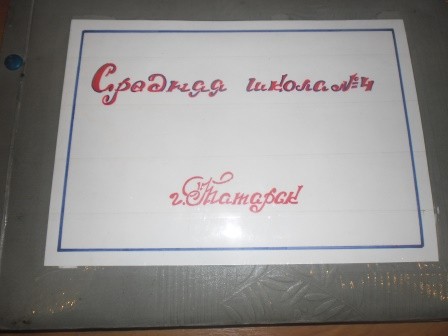 Средняя школа №4
г. Татарск